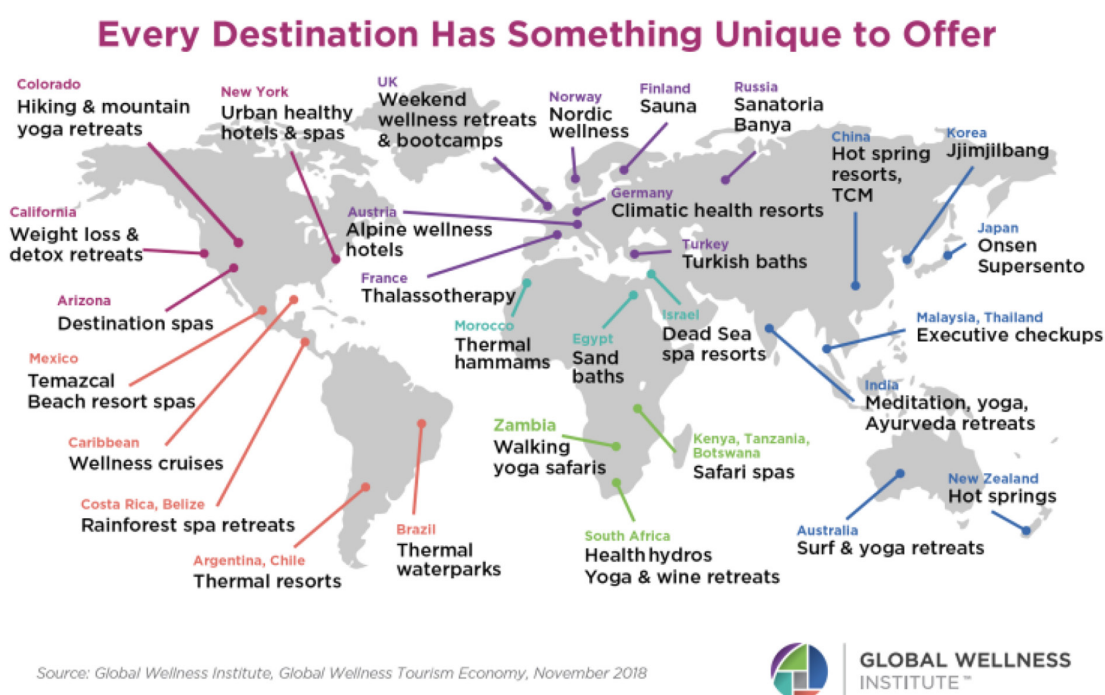 Every Destination Has Something Unique to Offer
Colorado
Hiking & mountain
yoga retreats
New York
Urban healthy
hotels & spas
UK
Weekend
wellness retreats
& bootcamps
Norway
Nordic
wellness
Finland
Sauna
Russia
Sanatoria
Banya
China
Hot spring
resorts,
TCM
Korea
Jjimjilbang
California
Weight loss &
detox retreats
Austria
Alpine wellness
hotels
Germany
Climatic health resorts
Japan
Onsen
Supersento
Turkey
Turkish baths
France
Thalassotherapy
Arizona
Destination spas
Morocco
Thermal
hammams
Egypt
Sand
baths
Israel
Dead Sea
spa resorts
Malaysia, Thailand
Executive checkups
Mexico
Temazcal
Beach resort spas
India
Meditation, yoga,
Ayurveda retreats
Caribbean
Wellness cruises
Zambia
Walking
yoga safaris
Kenya, Tanzania,
Botswana
Safari spas
Costa Rica, Belize
Rainforest spa retreats
New Zealand
Hot springs
Argentina, Chile
Thermal resorts
Brazil
Thermal
waterparks
South Africa
Health hydros
Yoga & wine retreats
Australia
Surf & yoga retreats
Source: Global Wellness Institute, Global Wellness Tourism Economy, November 2018
GLOBAL WELLNESS
INSTITUTE™